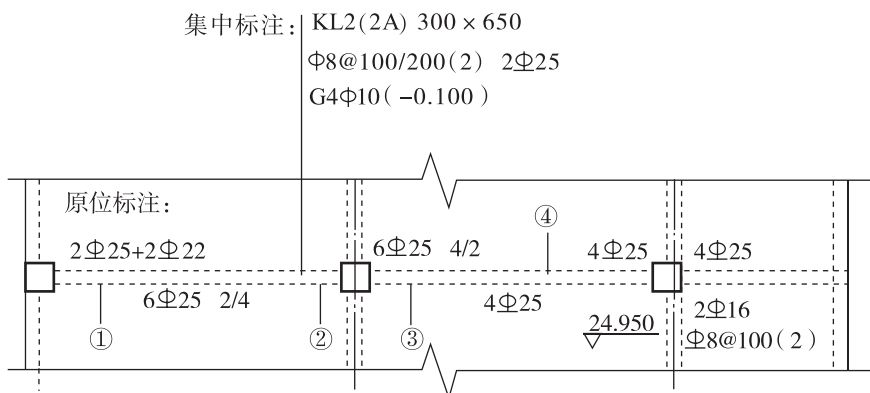 集中标注: KL2(2A) 300×650
Φ8@100/200(2) 2Φ25
G4Φ10(-0.100)
原位标注:
④
2Φ25+2Φ22
6Φ25 4/2
4Φ25
4Φ25
6Φ25 2/4
4Φ25
①
②
③
24.950
2Φ16
Φ8@100(2)